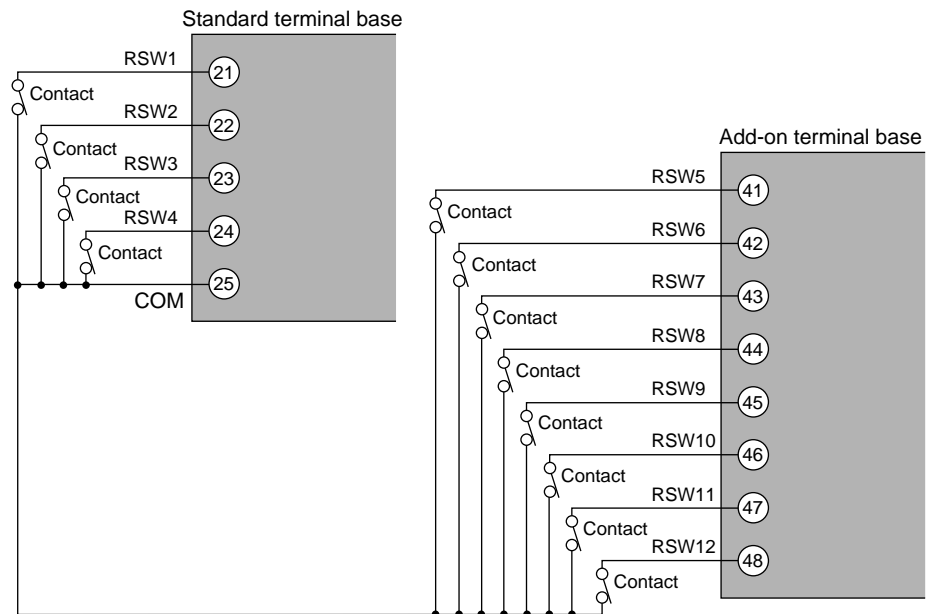 Standard terminal base
RSW1
21
Contact
RSW2
22
Contact
RSW3
23
Contact
RSW4
24
Contact
25
COM
Add-on terminal base
RSW5
41
Contact
RSW6
42
Contact
RSW7
43
Contact
RSW8
44
Contact
RSW9
45
Contact
RSW10
46
Contact
RSW11
47
Contact
RSW12
48
Contact